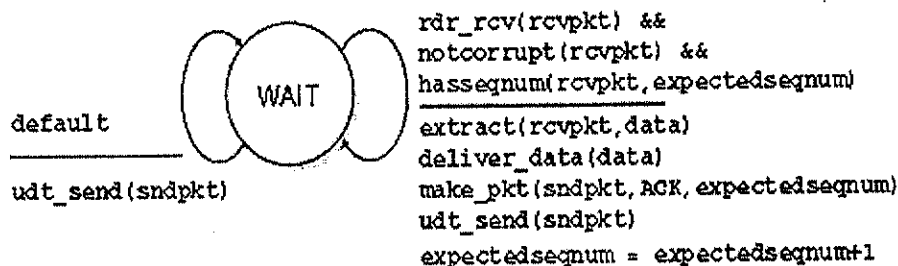 rdr_rcv(rcvpkt) &&
notcorrupt(rcvpkt) &&
hasseqnum(rcvpkt,expectedseqnum)
WAIT
default
extract(rcvpkt,data)
deliver_data(data)
make_pkt(sndpkt,ACK,expectedseqnum)
udt_send(sndpkt)
udt_send(sndpkt)
expectedseqnum = expectedseqnum+1